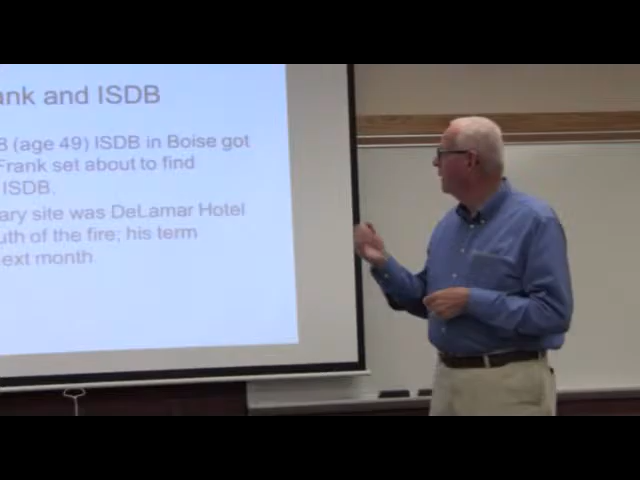 ank and ISDB
8 (age 49) ISDB in Boise got
Frank set about to find
ISDB.
ary site was DeLamar Hotel
uth of the fire; his term
ext month.